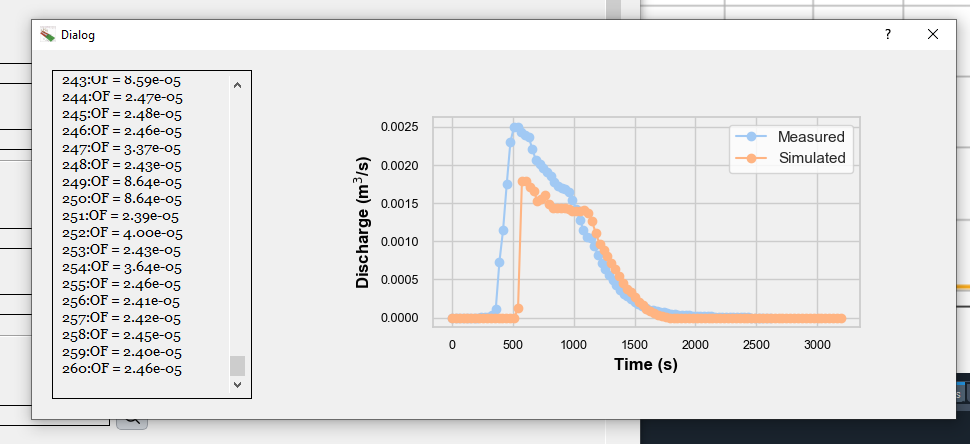 Dialog
?
243:OF = 8.59e-05
244:OF = 2.47e-05
245:OF = 2.48e-05
246:OF = 2.46e-05
247:OF = 3.37e-05
248:OF = 2.43e-05
249:OF = 8.64e-05
250:OF = 8.64e-05
251:OF = 2.39e-05
252:OF = 4.00e-05
253:OF = 2.43e-05
254:OF = 3.64e-05
255:OF = 2.46e-05
256:OF = 2.41e-05
257:OF = 2.42e-05
258:OF = 2.45e-05
259:OF = 2.40e-05
260:OF = 2.46e-05
Discharge (m³/s)
0.0025
0.0020
0.0015
0.0010
0.0005
0.0000
Measured
Simulated
0 500 1000 1500 2000 2500 3000
Time (s)
s